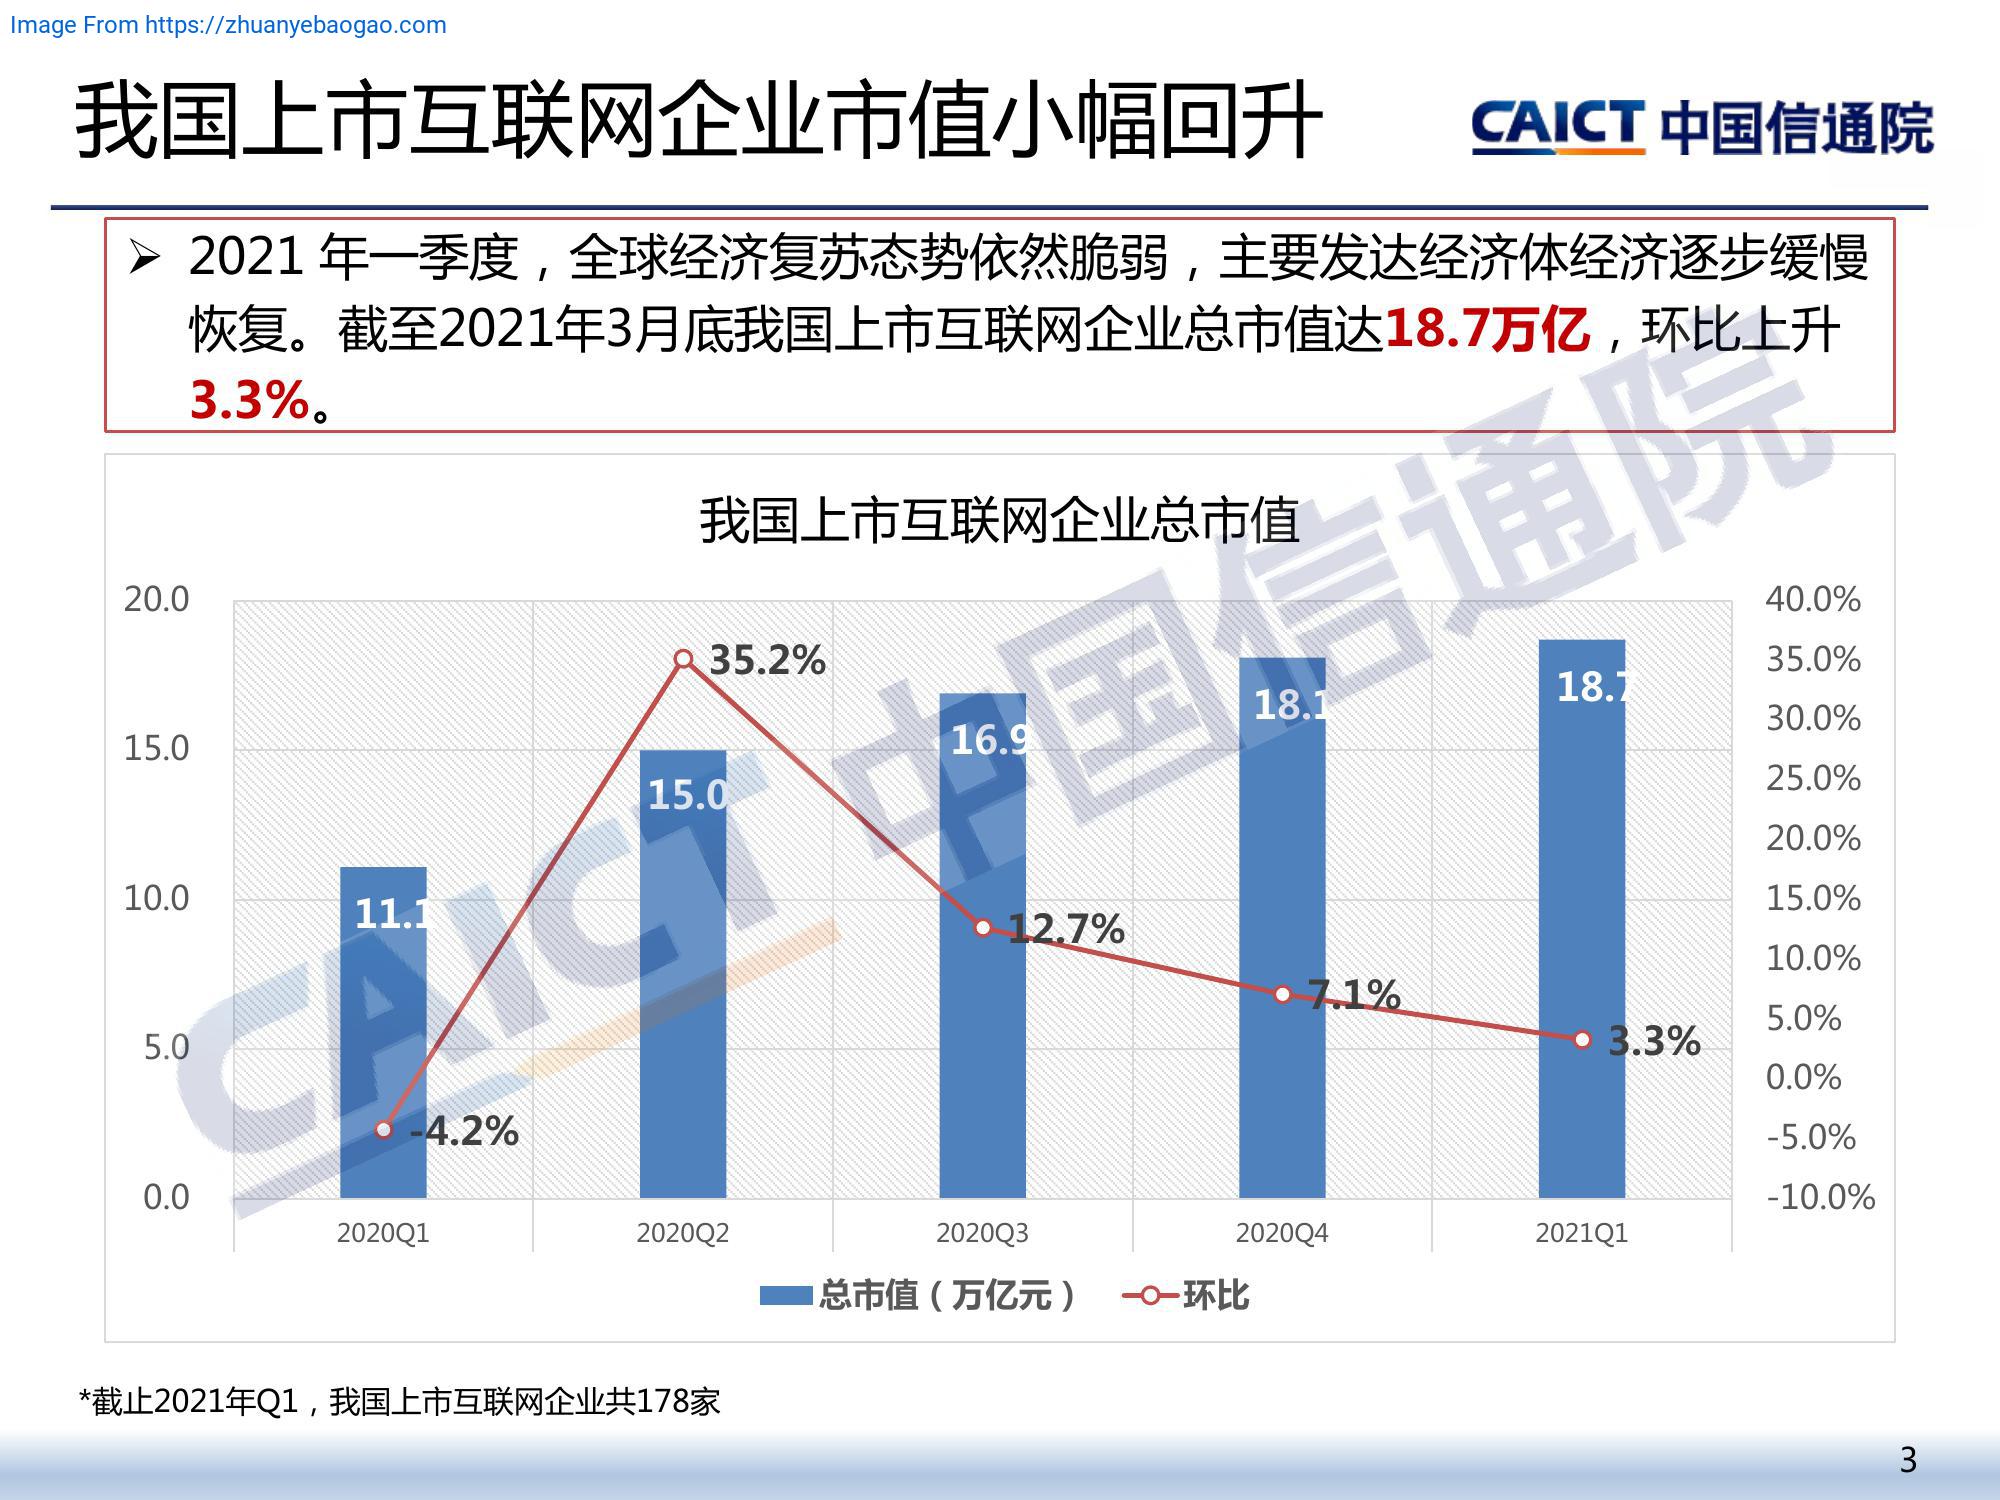 Image From https://zhuanyebaogao.com
我国上市互联网企业市值小幅回升
CAICT 中国信通院
➢ 2021 年一季度，全球经济复苏态势依然脆弱，主要发达经济体经济逐步缓慢
恢复。截至2021年3月底我国上市互联网企业总市值达18.7万亿，环比上升
3.3%。
我国上市互联网企业总市值
20.0
15.0
10.0
5.0
0.0
40.0%
35.0%
30.0%
25.0%
20.0%
15.0%
10.0%
5.0%
0.0%
-5.0%
-10.0%
11.1
15.0
16.9
18.1
18.7
-4.2%
35.2%
12.7%
7.1%
3.3%
2020Q1 2020Q2 2020Q3 2020Q4 2021Q1
总市值（万亿元） 环比
CAICT 中国信通院
*截止2021年Q1，我国上市互联网企业共178家
3